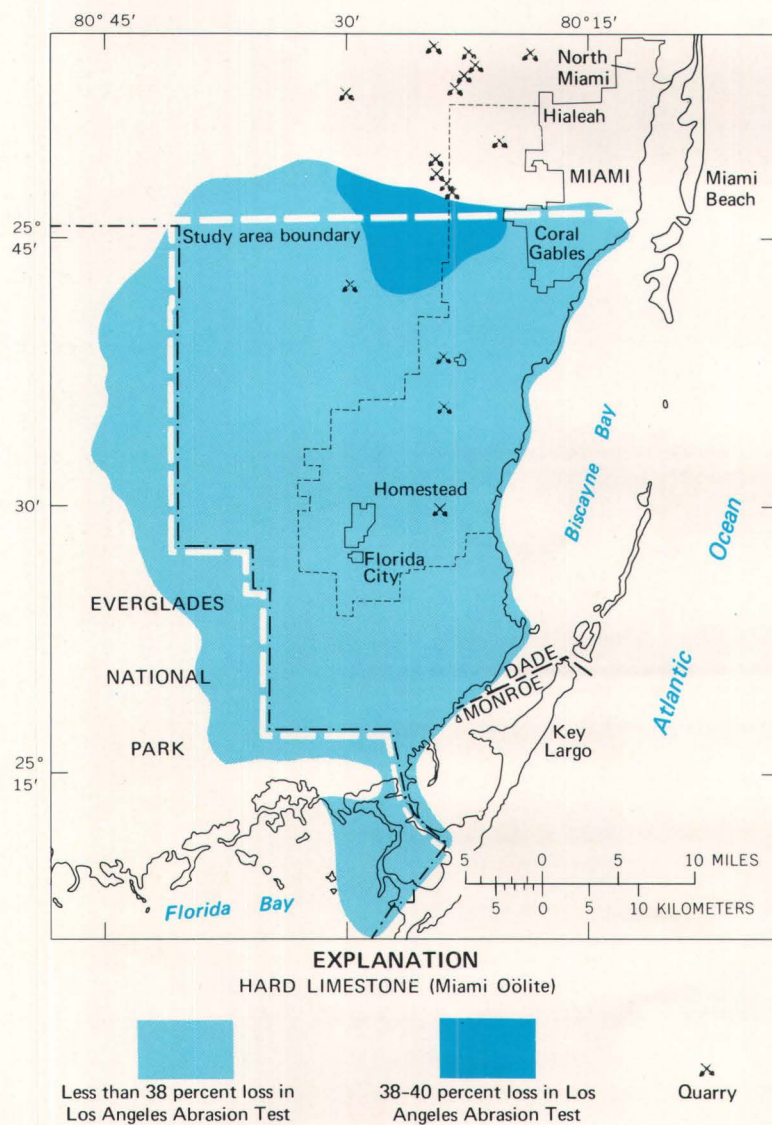 80° 45′
30′
80° 15′
North
Miami
Hialeah
MIAMI
Miami
Beach
25°
45′
Study area boundary
Coral
Gables
Biscayne Bay
30′
Homestead
Florida
City
Ocean
Atlantic
EVERGLADES
NATIONAL
PARK
DADE
MONROE
Key
Largo
25°
15′
5 0 5 10 MILES
5 0 5 10 KILOMETERS
Florida Bay
EXPLANATION
HARD LIMESTONE (Miami Oölite)
Less than 38 percent loss in
Los Angeles Abrasion Test
38–40 percent loss in Los
Angeles Abrasion Test
Quarry